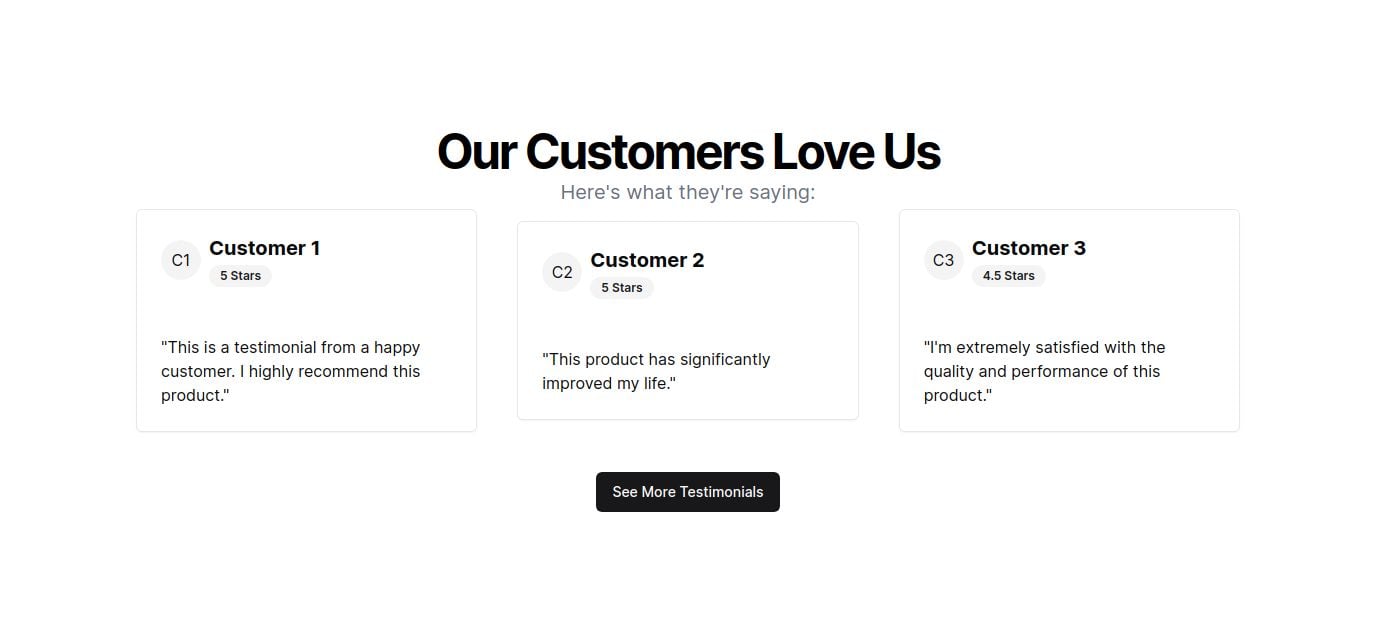 Our Customers Love Us
Here's what they're saying:
C1
Customer 1
5 Stars
"This is a testimonial from a happy
customer. I highly recommend this
product."
C2
Customer 2
5 Stars
"This product has significantly
improved my life."
C3
Customer 3
4.5 Stars
"I'm extremely satisfied with the
quality and performance of this
product."
See More Testimonials